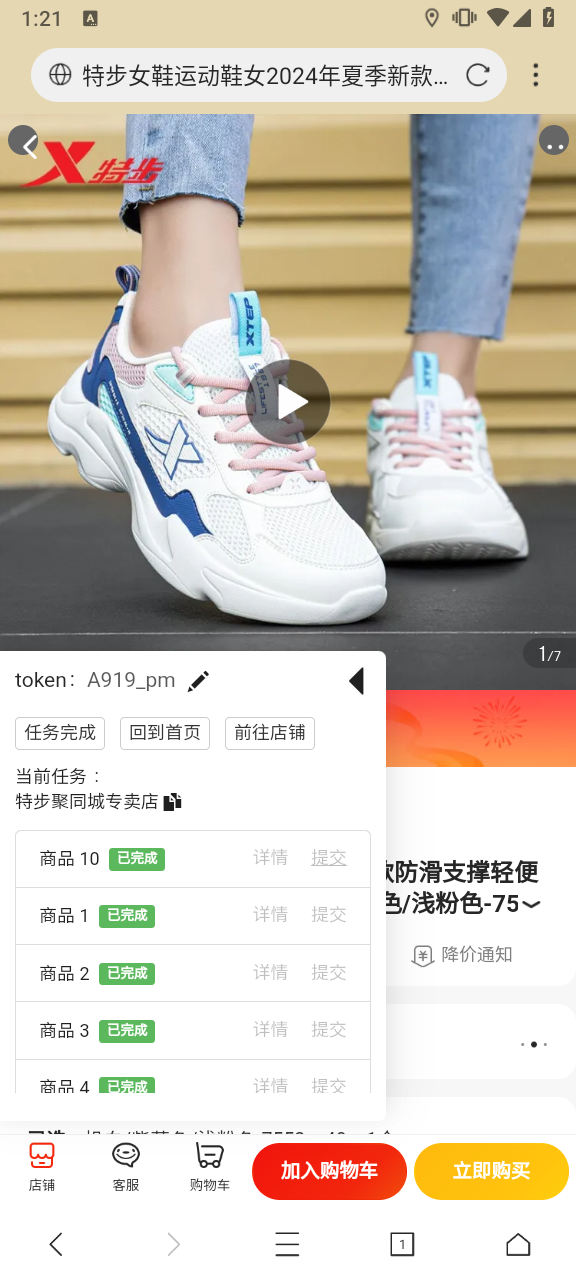 1:21
A
特步女鞋运动鞋女2024年夏季新款...
特步
XTEP
XTEP
1/7
token: A919_pm
任务完成 回到首页 前往店铺
当前任务：
特步聚同城专卖店
商品 10 已完成 详情 提交
商品 1 已完成 详情 提交
商品 2 已完成 详情 提交
商品 3 已完成 详情 提交
商品 4 已完成 详情 提交
防滑支撑轻便
色/浅粉色-75
降价通知
店铺 客服 购物车 加入购物车 立即购买
1